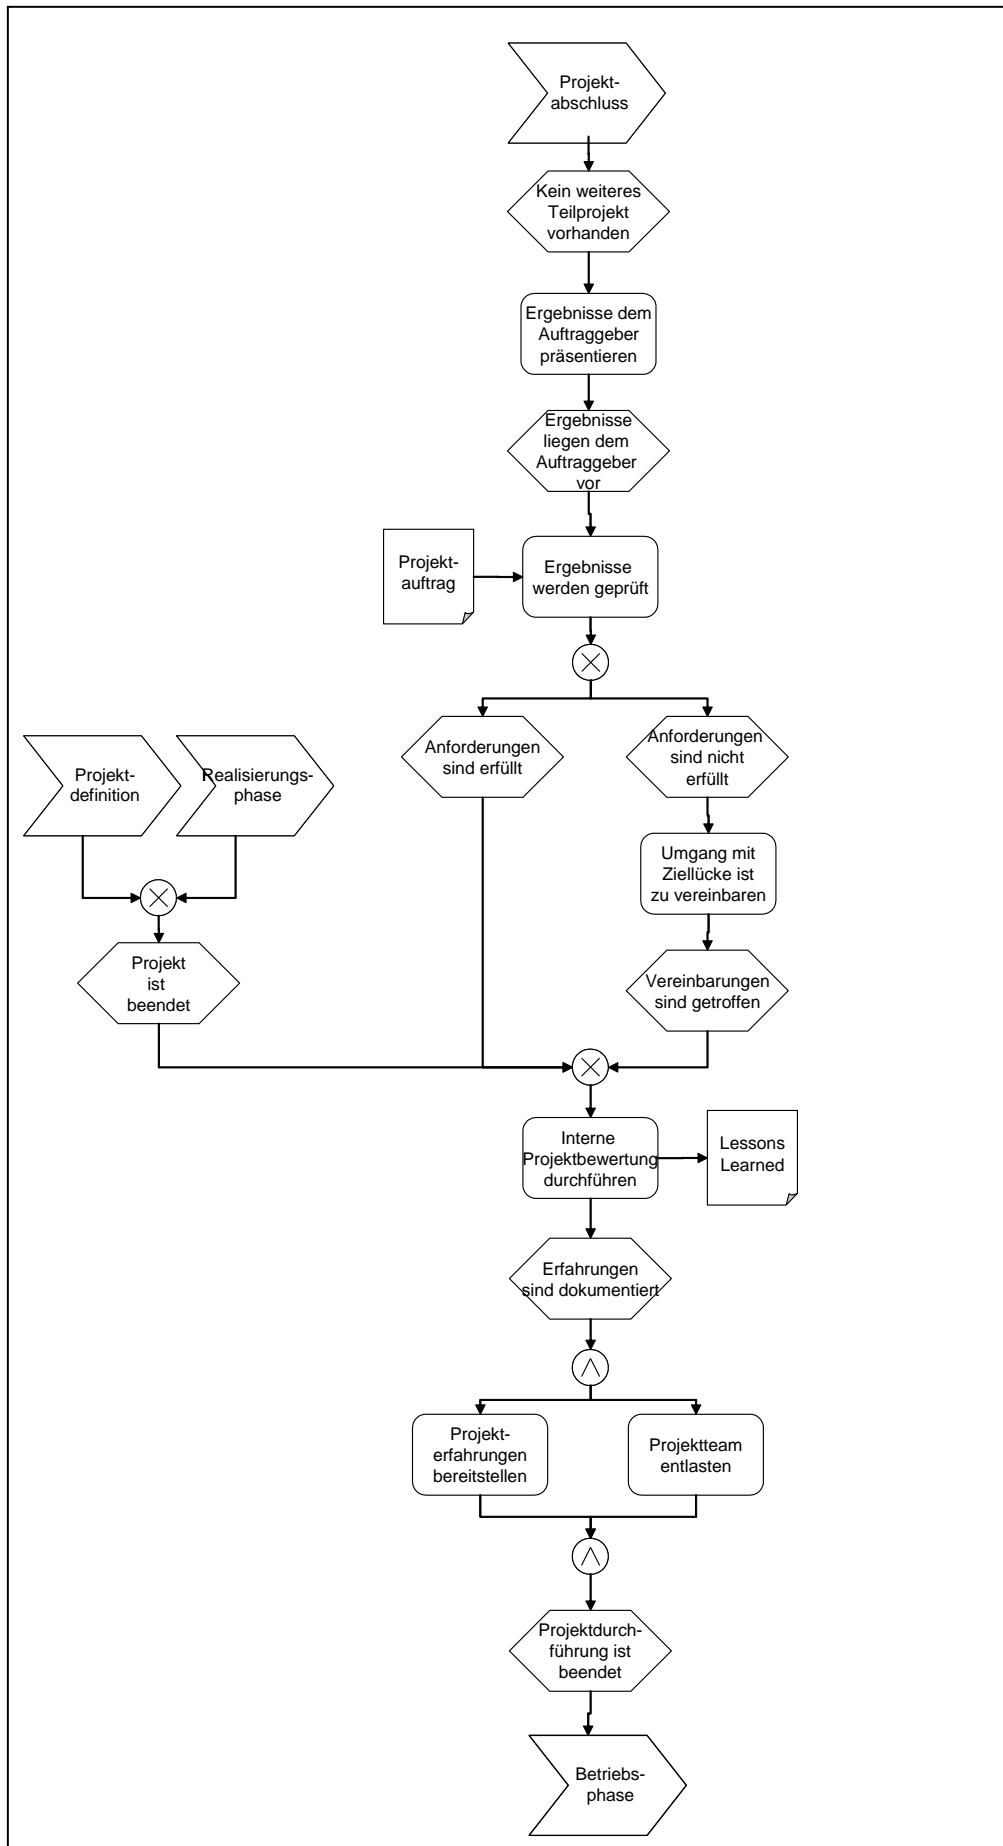 Projekt-
abschluss
Kein weiteres
Teilprojekt
vorhanden
Ergebnisse dem
Auftraggeber
präsentieren
Ergebnisse
liegen dem
Auftraggeber
vor
Projekt-
auftrag
Ergebnisse
werden geprüft
Anforderungen
sind erfüllt
Anforderungen
sind nicht
erfüllt
Projekt-
definition
Realisierungs-
phase
Umgang mit
Ziellücke ist
zu vereinbaren
Projekt
ist
beendet
Vereinbarungen
sind getroffen
Interne
Projektbewertung
durchführen
Lessons
Learned
Erfahrungen
sind dokumentiert
Projekt-
erfahrungen
bereitstellen
Projektteam
entlasten
Projektdurch-
führung ist
beendet
Betriebs-
phase